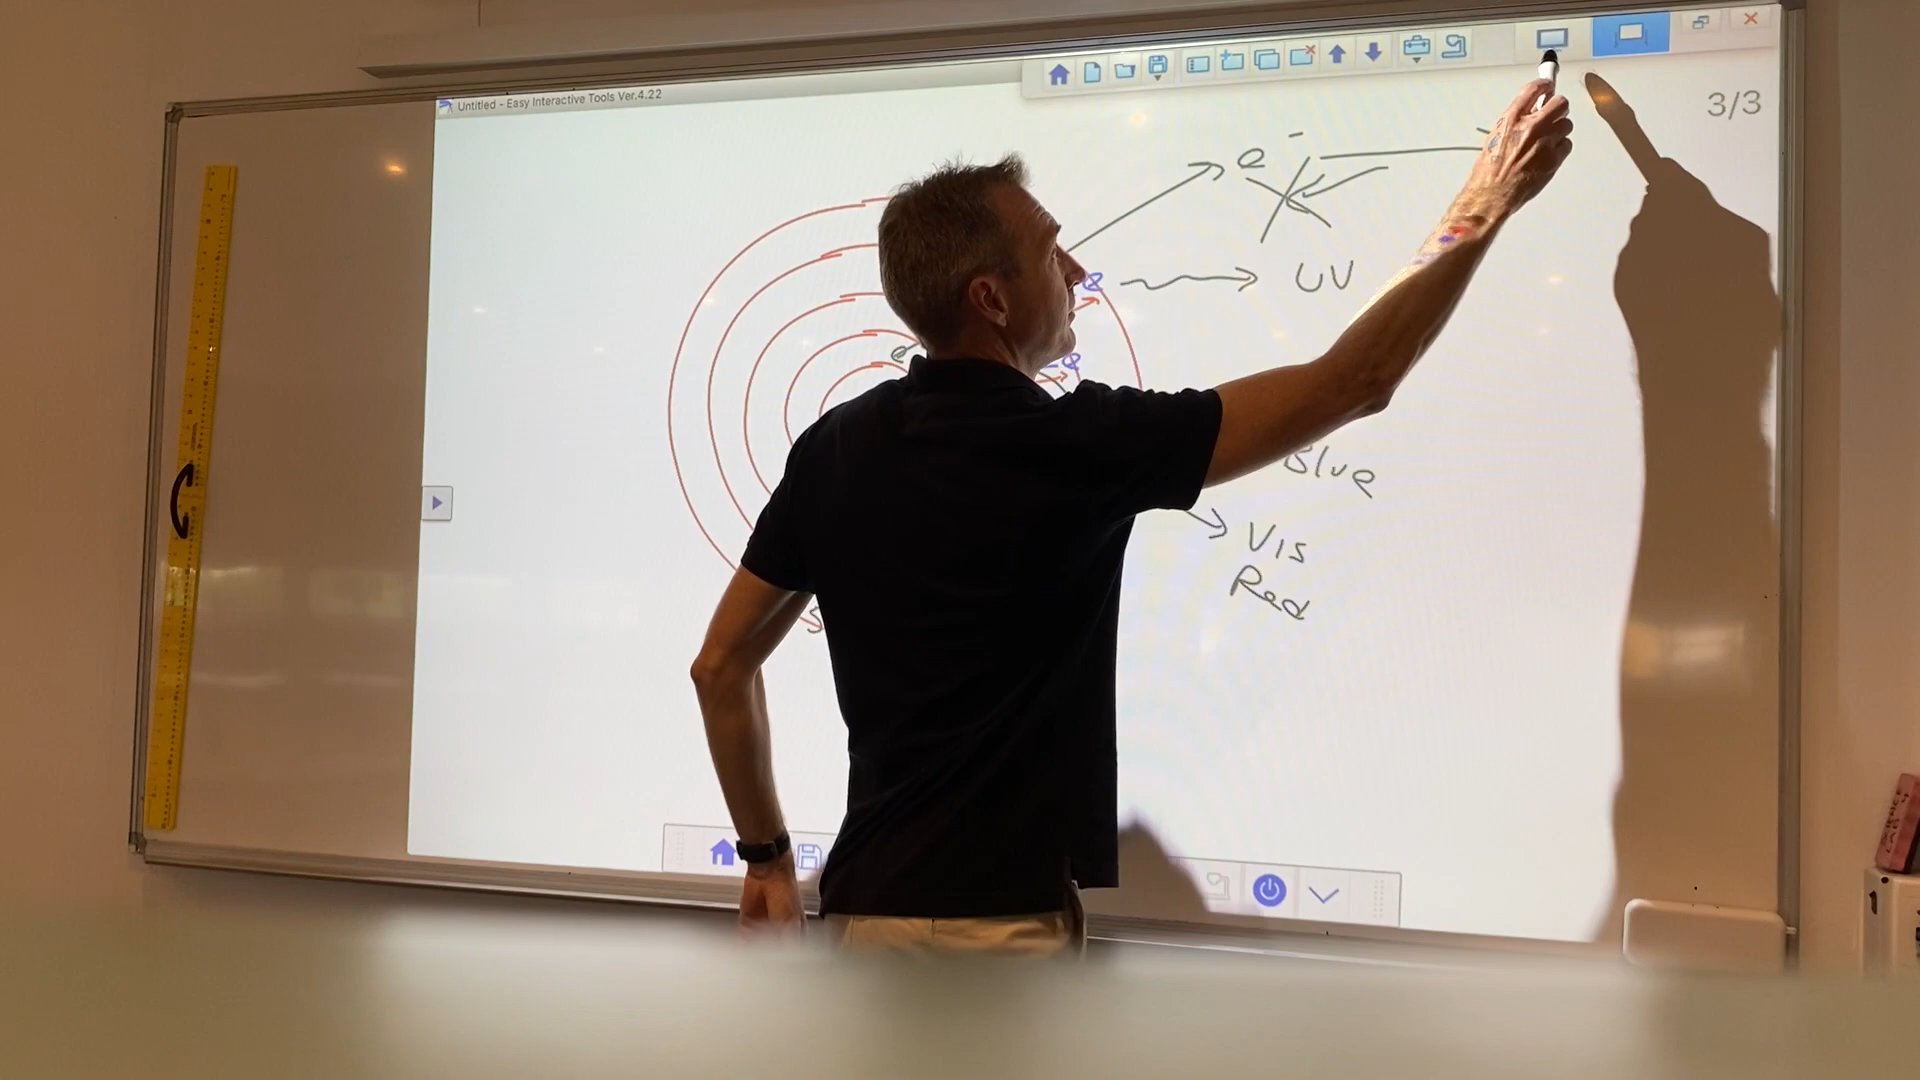 Untitled - Easy Interactive Tools Ver.4.22
3/3
e-
UV
e
Blue
Vis
Red